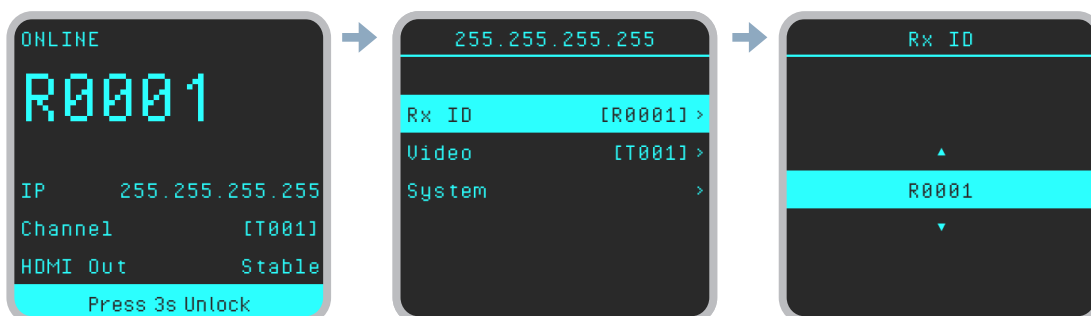 ONLINE
R0001
IP 255.255.255.255
Channel [T001]
HDMI Out Stable
Press 3s Unlock
255.255.255.255
Rx ID [R0001] >
Video [T001] >
System >
Rx ID
R0001